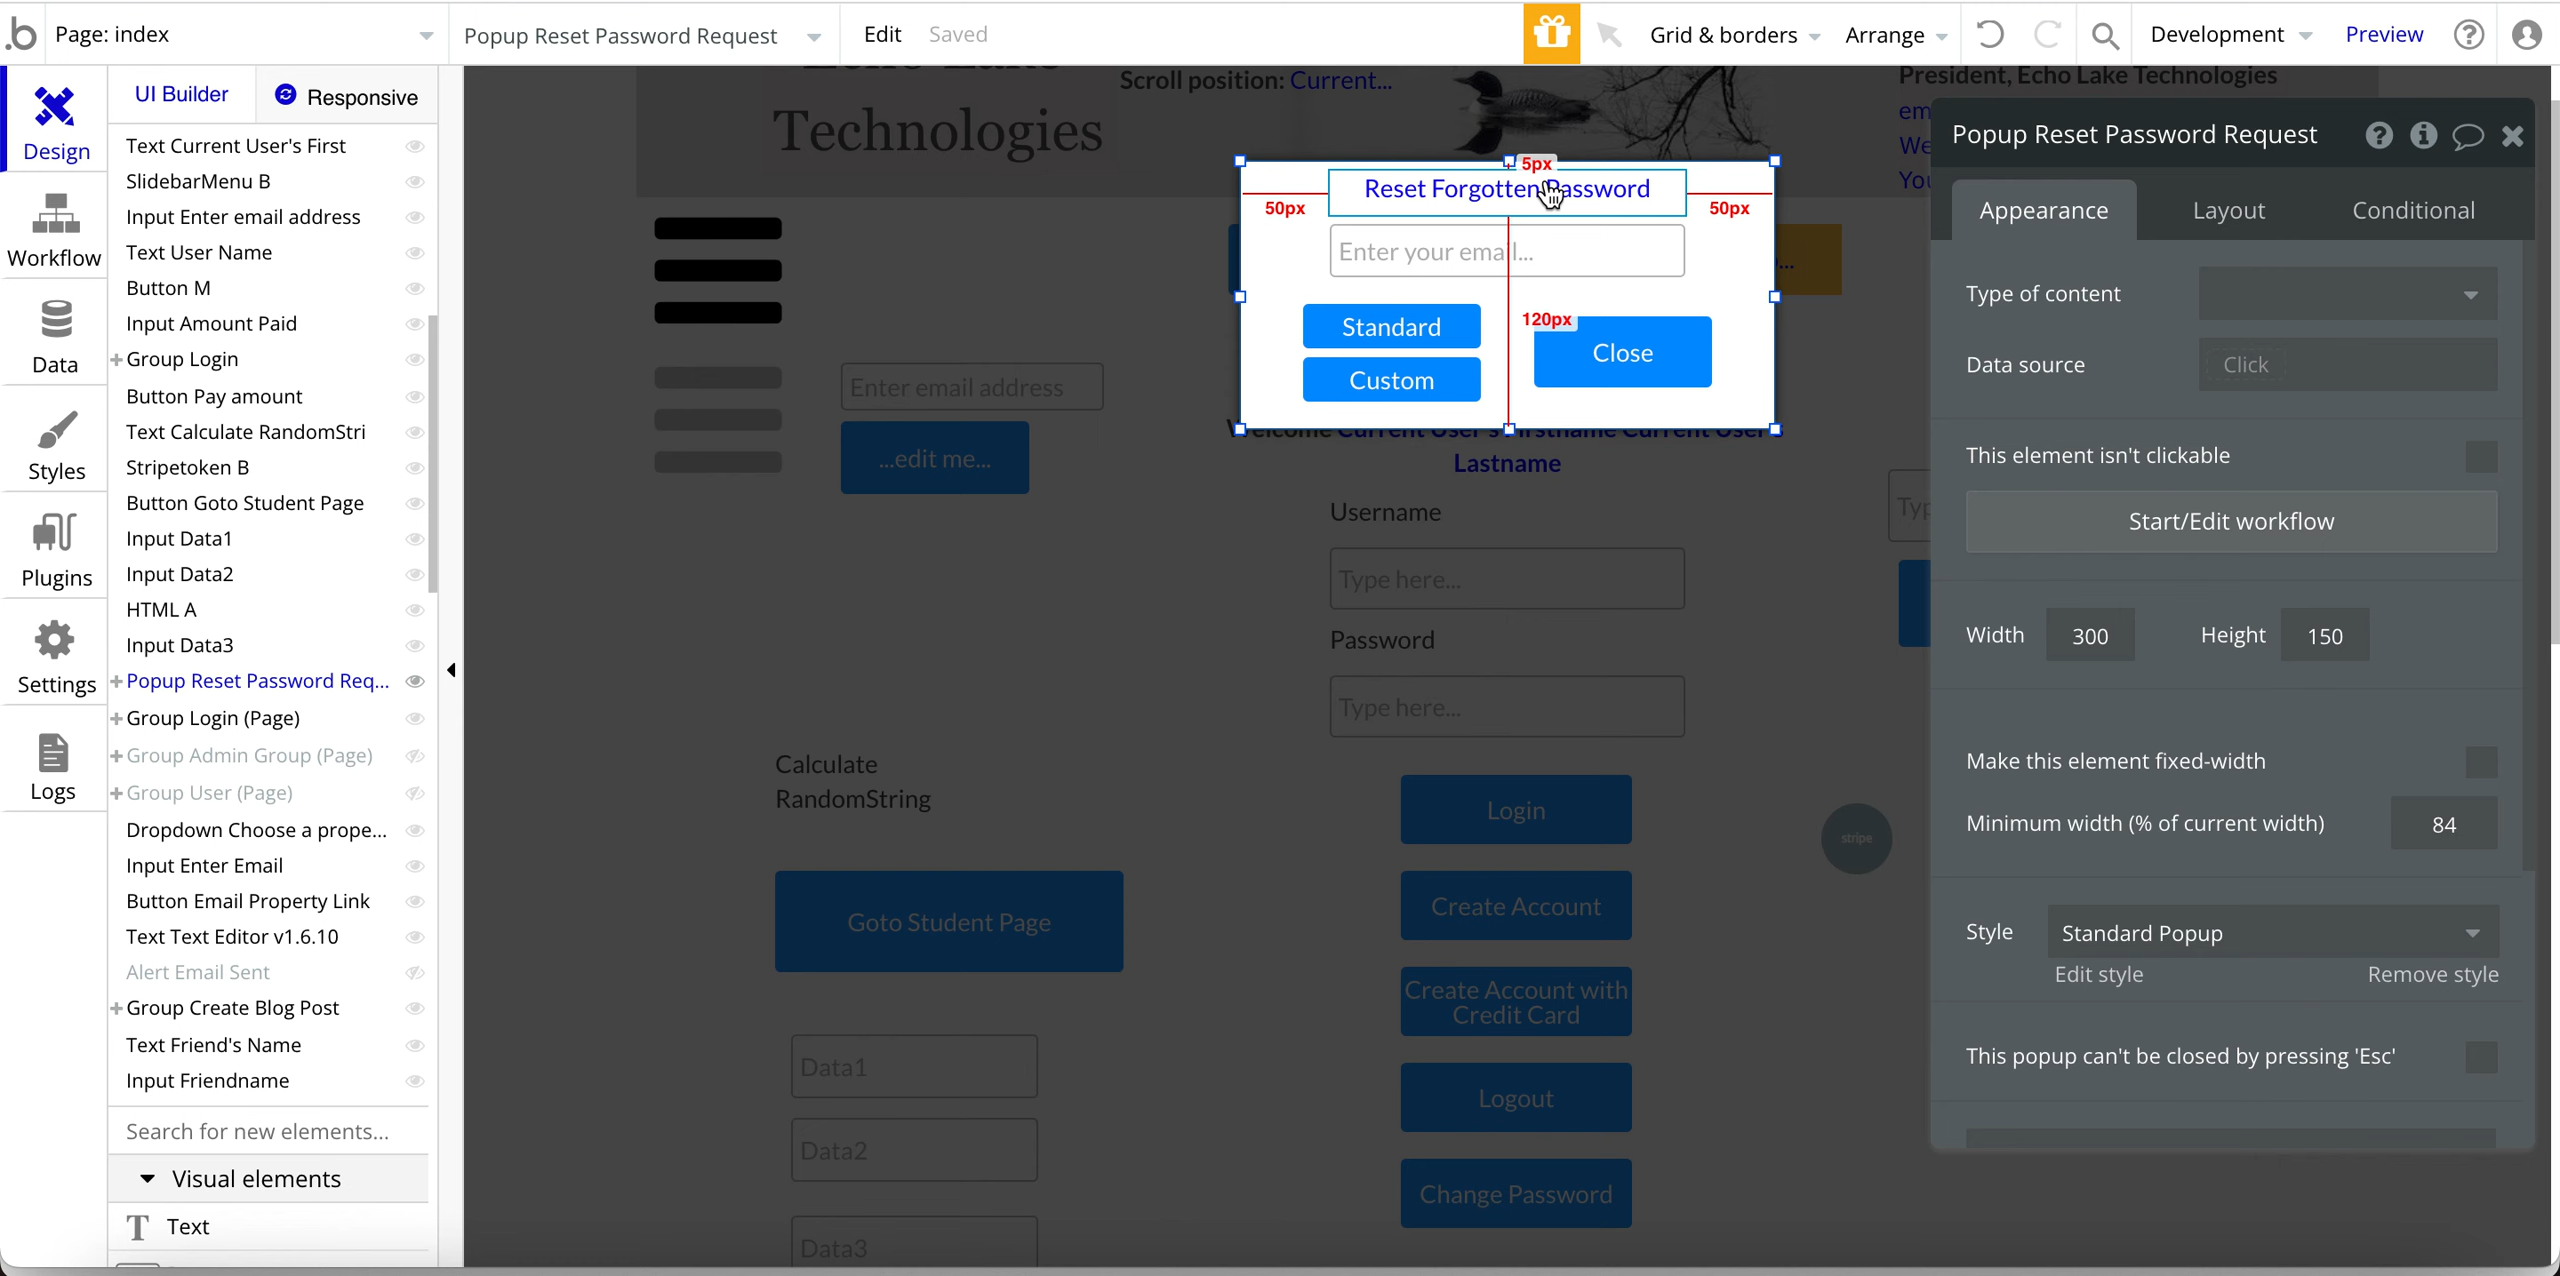 .b Page: index Popup Reset Password Request Edit Saved Grid & borders Arrange Development Preview
Design
Workflow
Data
Styles
Plugins
Settings
Logs
UI Builder Responsive
Text Current User's First
SlidebarMenu B
Input Enter email address
Text User Name
Button M
Input Amount Paid
Group Login
Button Pay amount
Text Calculate RandomStri
Stripetoken B
Button Goto Student Page
Input Data1
Input Data2
HTML A
Input Data3
Popup Reset Password Req...
Group Login (Page)
Group Admin Group (Page)
Group User (Page)
Dropdown Choose a prope...
Input Enter Email
Button Email Property Link
Text Text Editor v1.6.10
Alert Email Sent
Group Create Blog Post
Text Friend's Name
Input Friendname
Search for new elements...
Visual elements
T Text
Technologies
Scroll position: Current...
President, Echo Lake Technologies
em
We
You
5px
Reset Forgotten Password
50px 50px
Enter your email...
Standard
Custom
120px
Close
Enter email address
...edit me...
Welcome Current User's Firstname Current User's
Lastname
Username
Type here...
Password
Type here...
Typ
Calculate
RandomString
Login
stripe
Create Account
Goto Student Page
Create Account with
Credit Card
Logout
Change Password
Data1
Data2
Data3
Popup Reset Password Request
Appearance Layout Conditional
Type of content
Data source Click
This element isn't clickable
Start/Edit workflow
Width 300 Height 150
Make this element fixed-width
Minimum width (% of current width) 84
Style Standard Popup
Edit style Remove style
This popup can't be closed by pressing 'Esc'